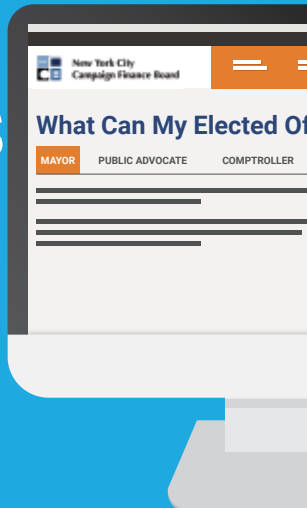 S
New York City
Campaign Finance Board
What Can My Elected Of
MAYOR PUBLIC ADVOCATE COMPTROLLER